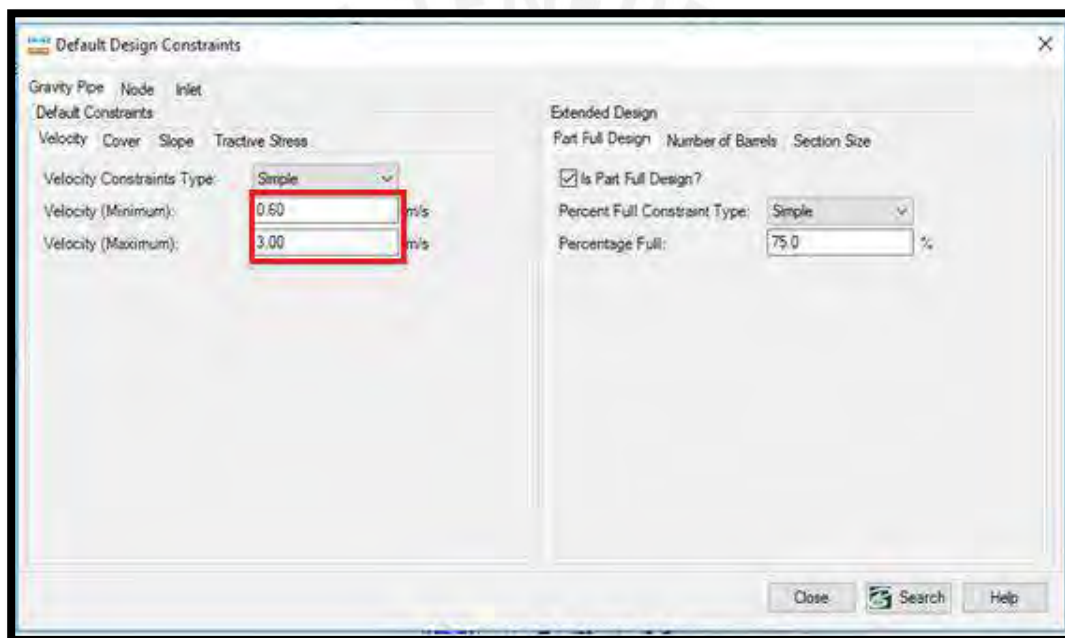 Default Design Constraints
Gravity Pipe Node Inlet
Default Constraints
Velocity Cover Slope Tractive Stress
Velocity Constraints Type: Simple
Velocity (Minimum): 0.60 m/s
Velocity (Maximum): 3.00 m/s
Extended Design
Part Full Design Number of Barrels Section Size
Is Part Full Design?
Percent Full Constraint Type: Simple
Percentage Full: 75.0 %
Close Search Help